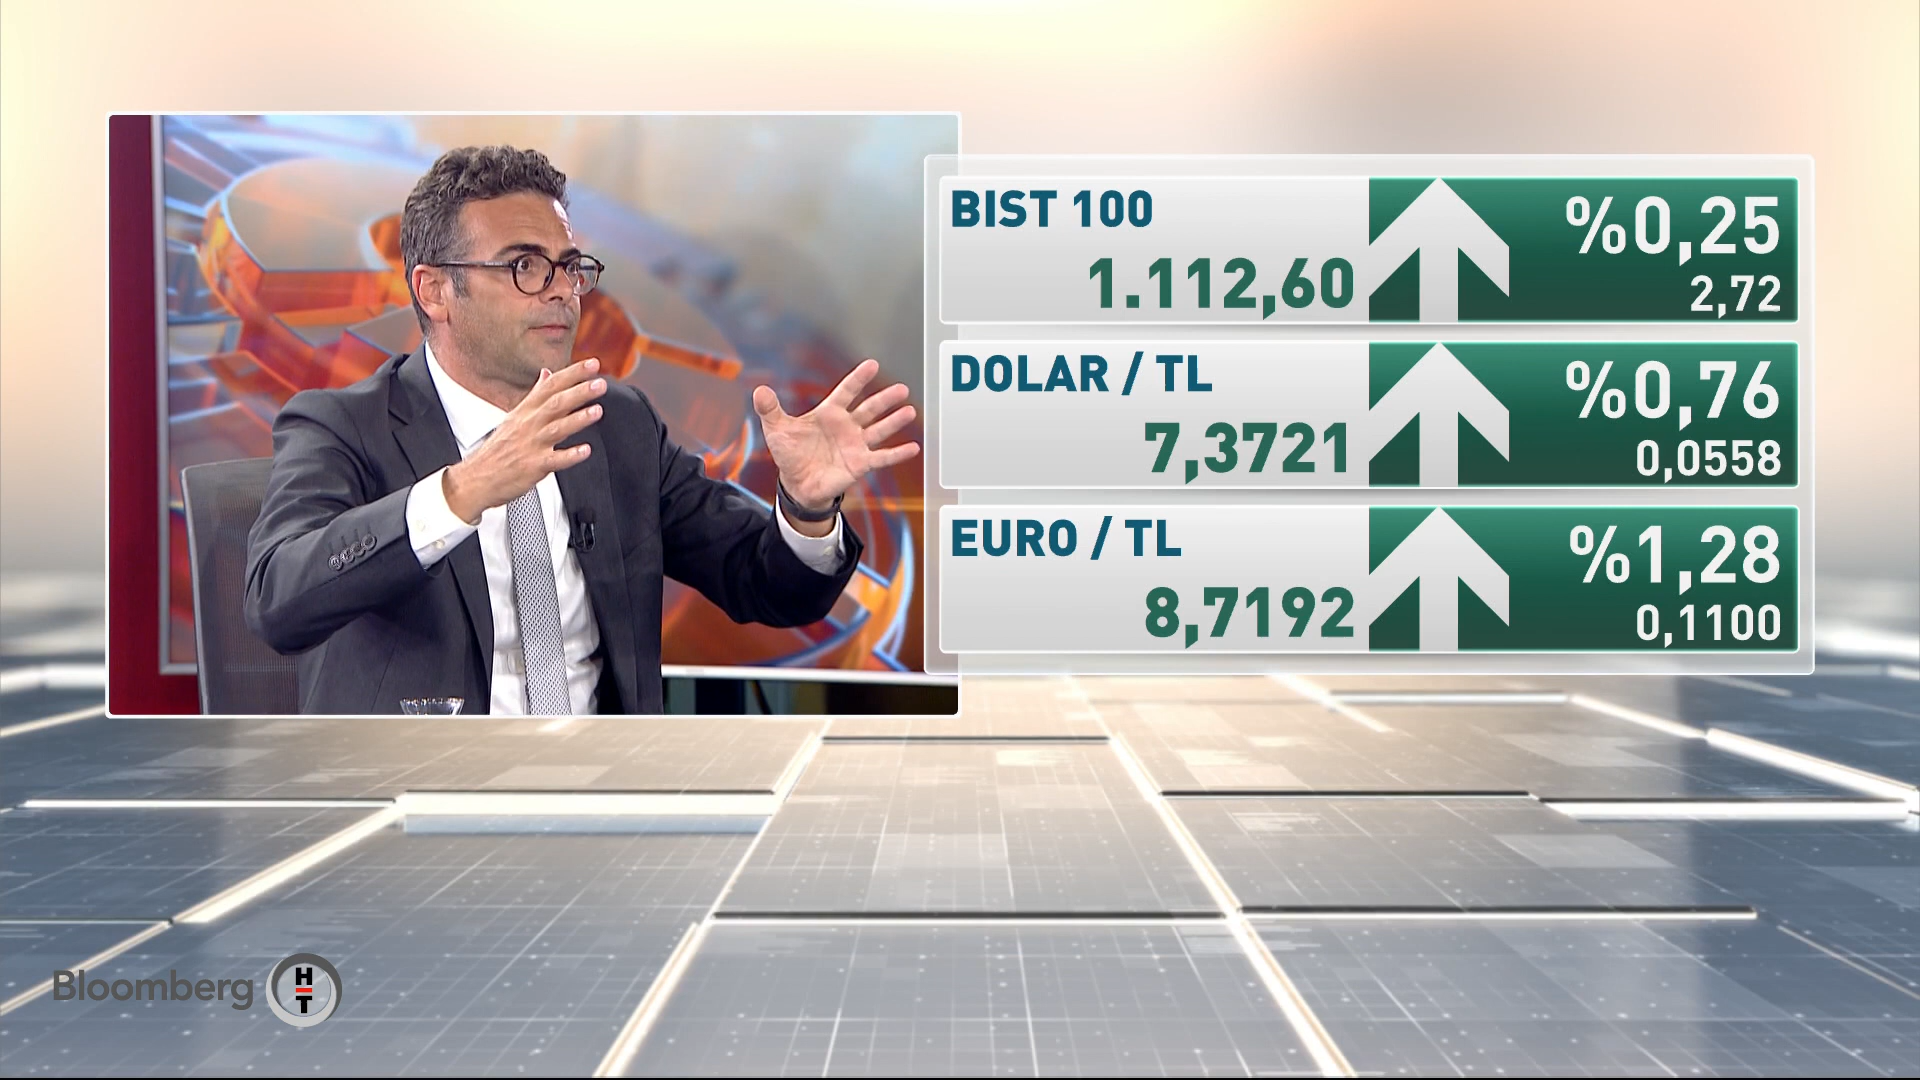 BIST 100
1.112,60
%0,25
2,72
DOLAR / TL
7,3721
%0,76
0,0558
EURO / TL
8,7192
%1,28
0,1100
Bloomberg HT